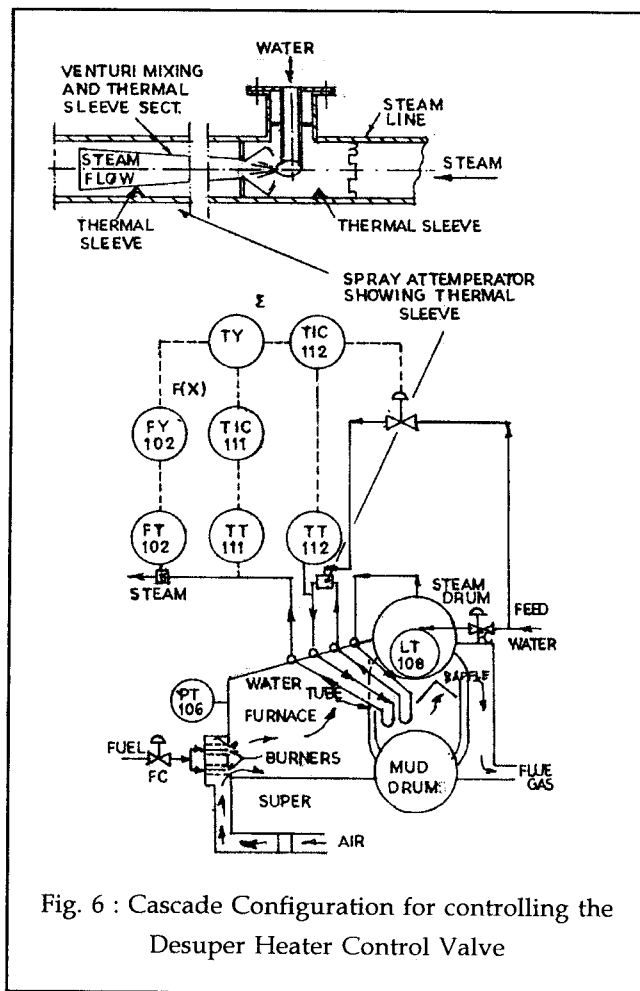 WATER
VENTURI MIXING
AND THERMAL
SLEEVE SECT.
STEAM
LINE
STEAM
FLOW
STEAM
THERMAL
SLEEVE
THERMAL SLEEVE
SPRAY ATTEMPERATOR
SHOWING THERMAL
SLEEVE
Σ
TY
TIC
112
F(X)
FY
102
TIC
111
FT
102
TT
111
TT
112
STEAM
STEAM
DRUM
FEED
WATER
LT
108
BAFFLE
PT
106
WATER
TUBE
FURNACE
FUEL
FC
BURNERS
MUD
DRUMS
FLUE
GAS
SUPER
AIR
Fig. 6 : Cascade Configuration for controlling the
Desuper Heater Control Valve